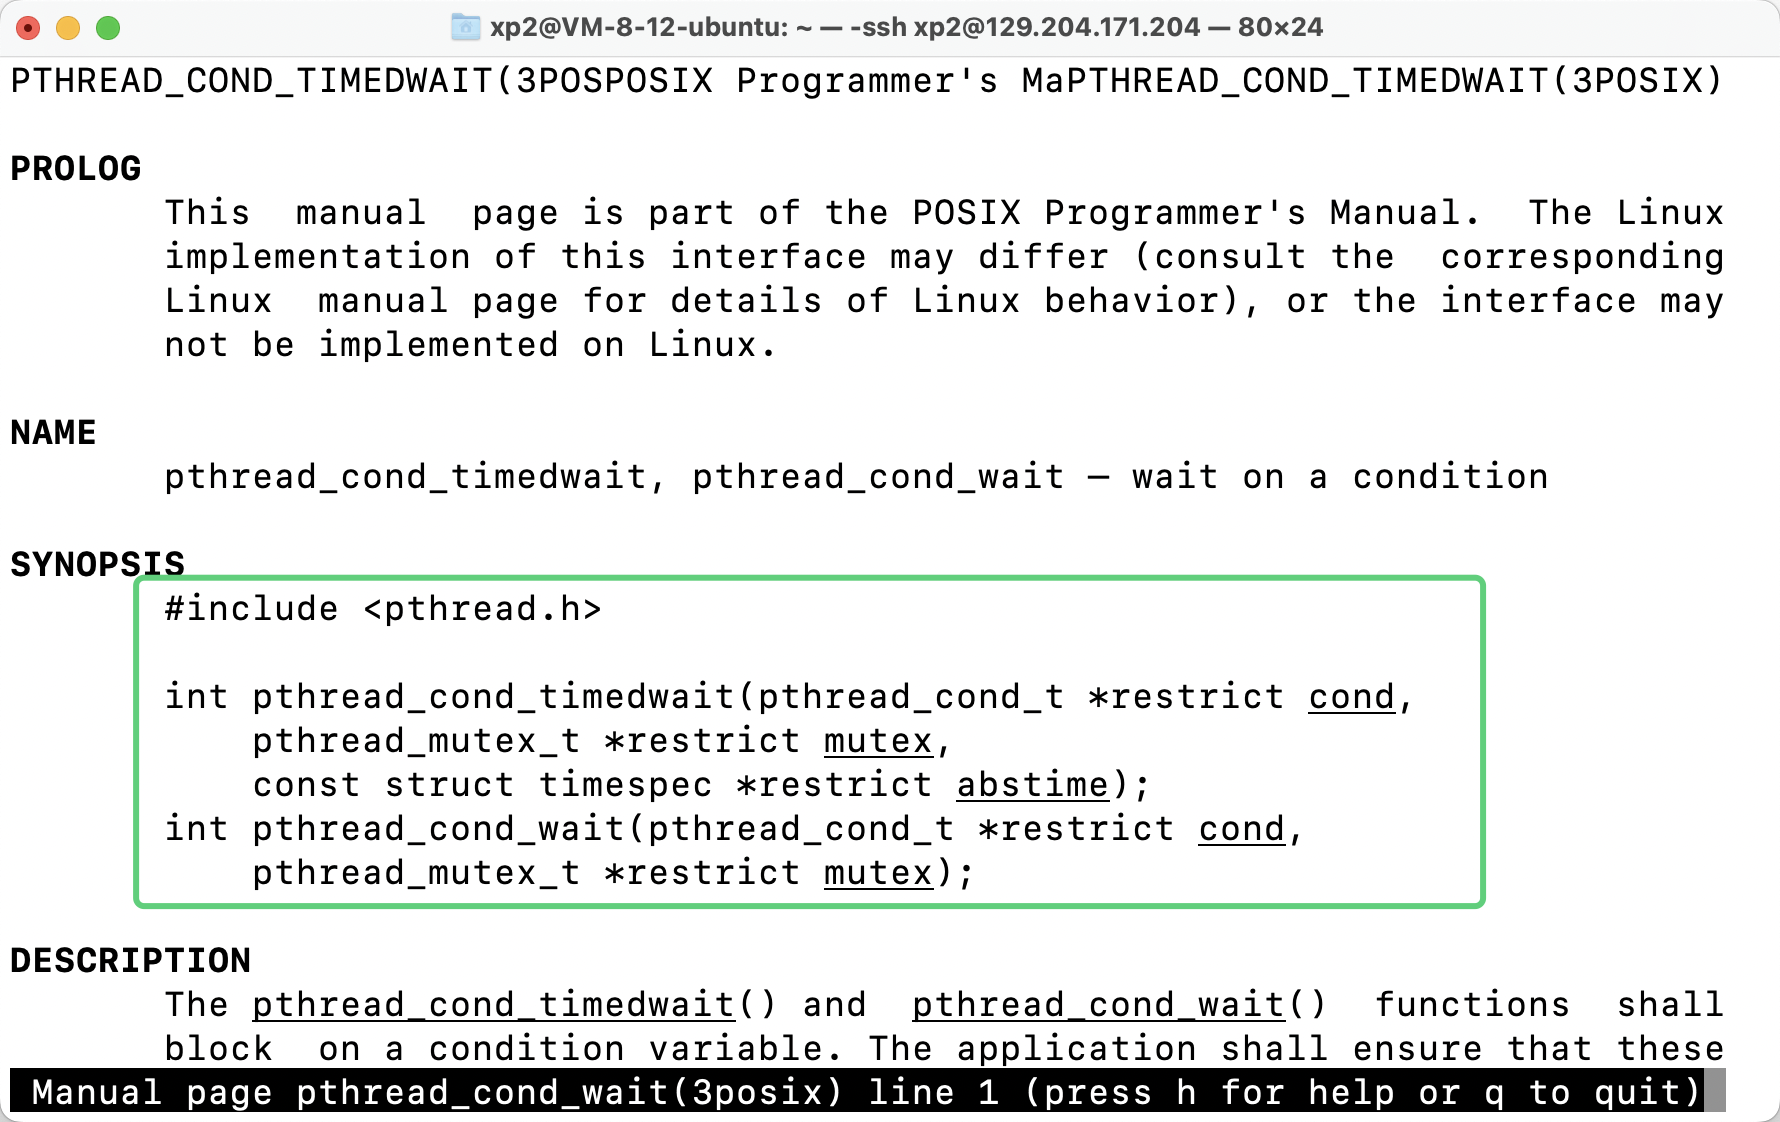 xp2@VM-8-12-ubuntu: ~ — -ssh xp2@129.204.171.204 — 80×24
PTHREAD_COND_TIMEDWAIT(3POSPOSIX Programmer's MaPTHREAD_COND_TIMEDWAIT(3POSIX)
PROLOG
This  manual  page is part of the POSIX Programmer's Manual.  The Linux
implementation of this interface may differ (consult the  corresponding
Linux  manual page for details of Linux behavior), or the interface may
not be implemented on Linux.
NAME
pthread_cond_timedwait, pthread_cond_wait — wait on a condition
SYNOPSIS
#include <pthread.h>
int pthread_cond_timedwait(pthread_cond_t *restrict cond,
pthread_mutex_t *restrict mutex,
const struct timespec *restrict abstime);
int pthread_cond_wait(pthread_cond_t *restrict cond,
pthread_mutex_t *restrict mutex);
DESCRIPTION
The pthread_cond_timedwait() and  pthread_cond_wait()  functions  shall
block  on a condition variable. The application shall ensure that these
Manual page pthread_cond_wait(3posix) line 1 (press h for help or q to quit)